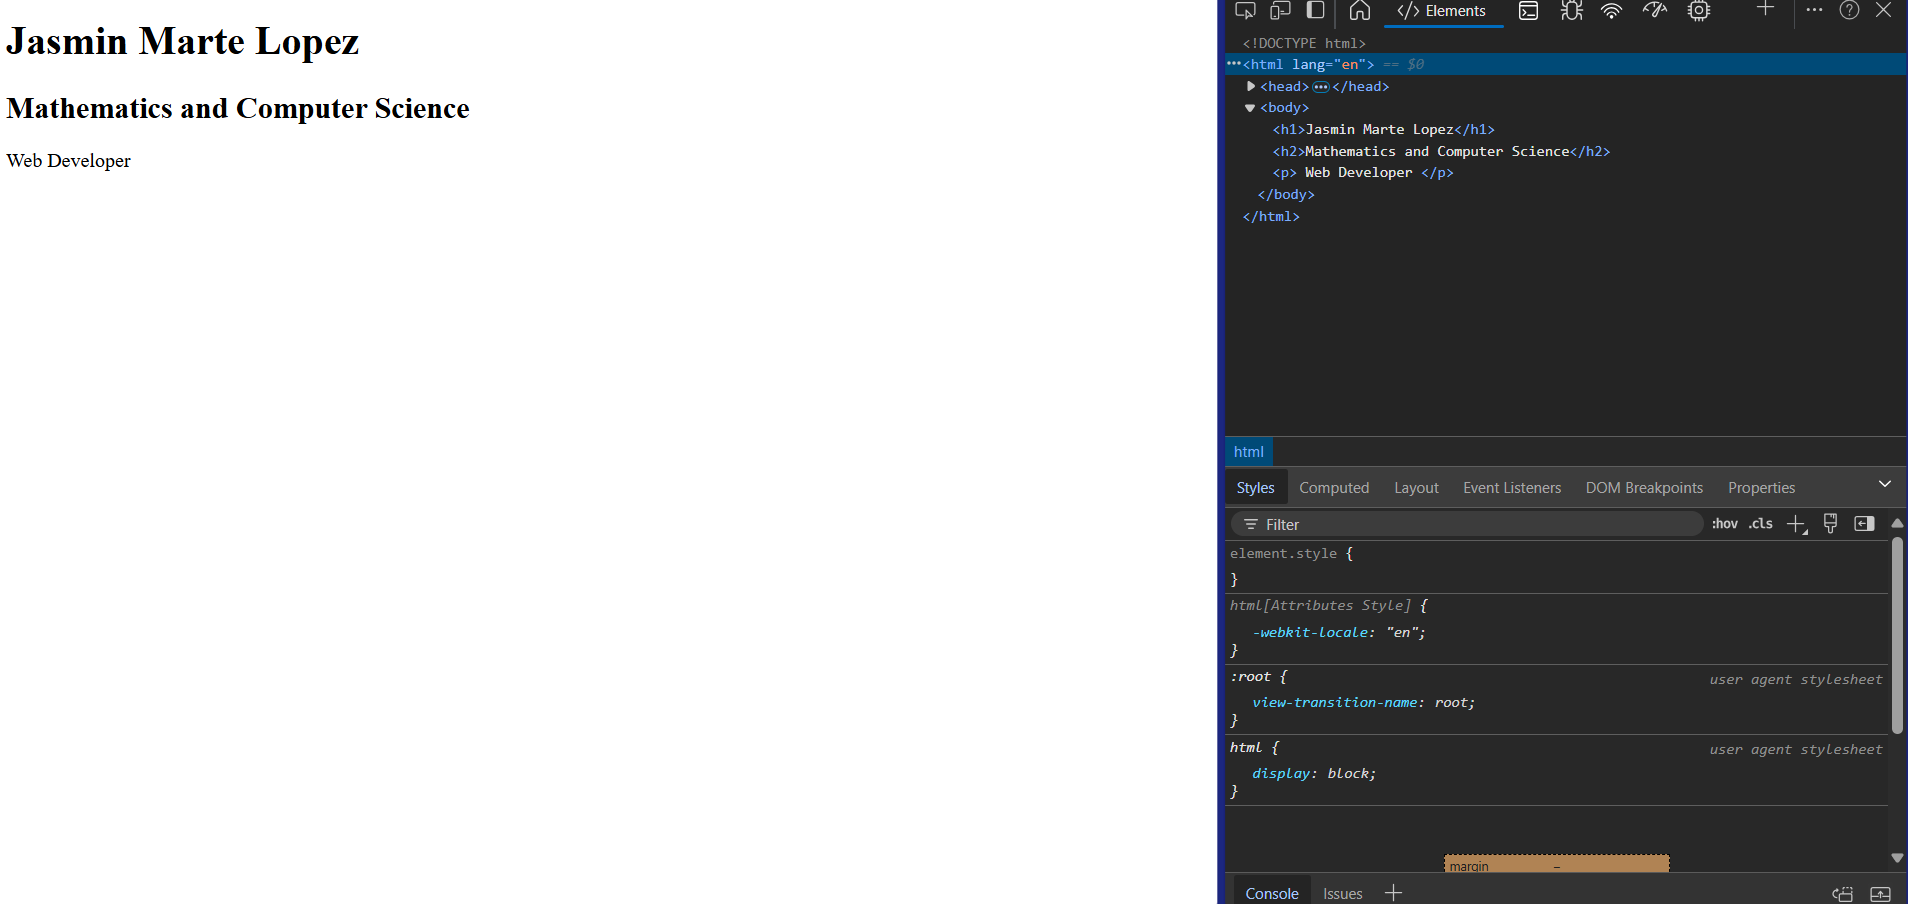 Jasmin Marte Lopez
Mathematics and Computer Science
Web Developer
Elements
<!DOCTYPE html>
<html lang="en"> == $0
<head>…</head>
<body>
<h1>Jasmin Marte Lopez</h1>
<h2>Mathematics and Computer Science</h2>
<p> Web Developer </p>
</body>
</html>
html
Styles Computed Layout Event Listeners DOM Breakpoints Properties
Filter :hov .cls
element.style {
}
html[Attributes Style] {
-webkit-locale: "en";
}
:root { user agent stylesheet
view-transition-name: root;
}
html { user agent stylesheet
display: block;
}
margin –
Console Issues